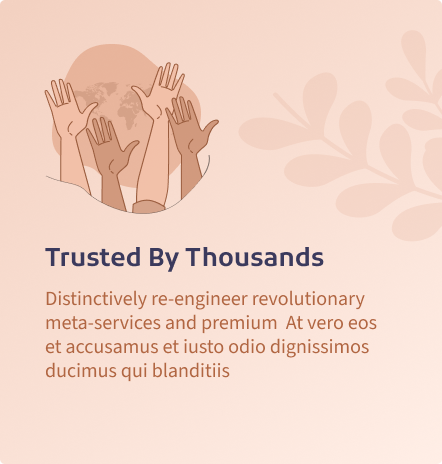 Trusted By Thousands
Distinctively re-engineer revolutionary
meta-services and premium  At vero eos
et accusamus et iusto odio dignissimos
ducimus qui blanditiis